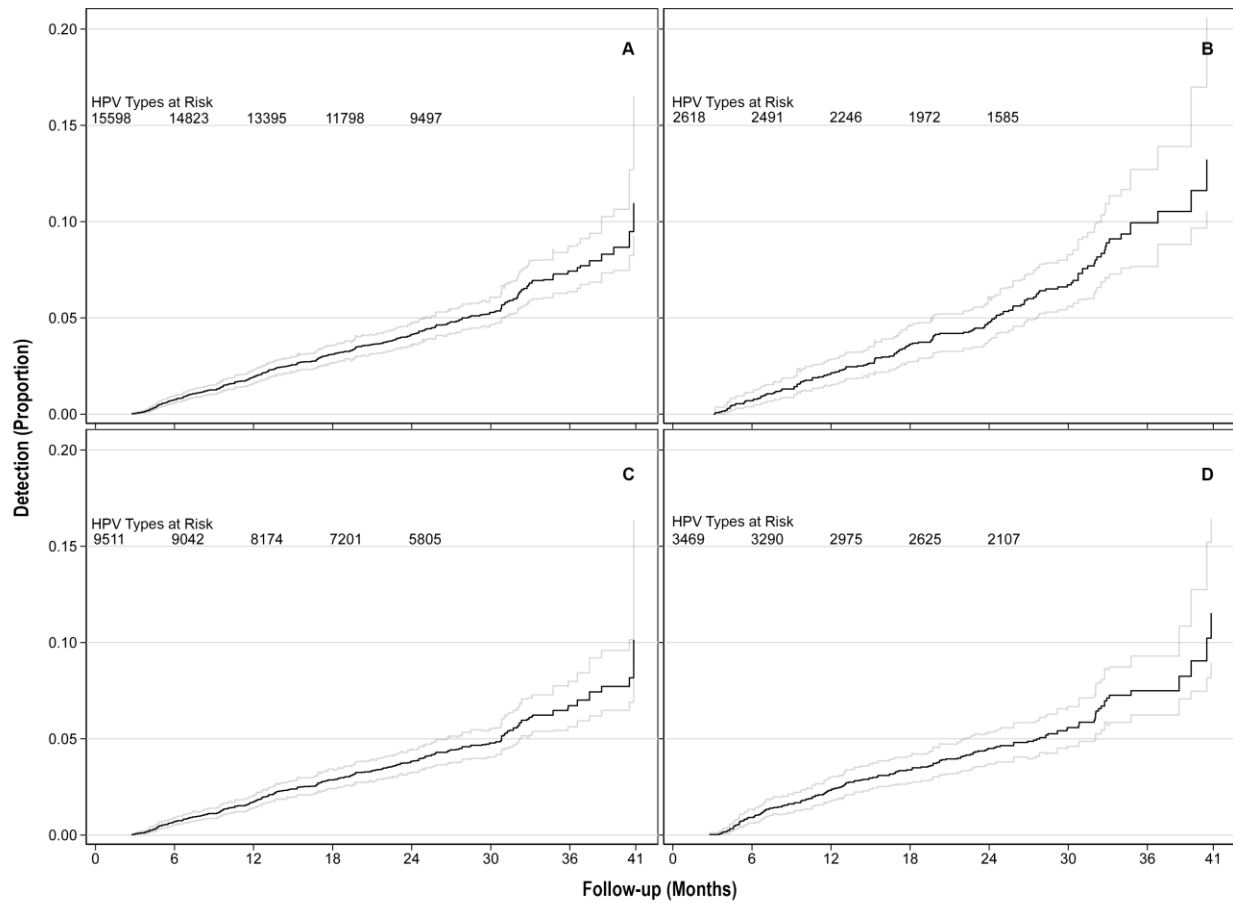 Detection (Proportion)
0.20
0.15
0.10
0.05
0.00
A
HPV Types at Risk
15598 14823 13395 11798 9497
B
HPV Types at Risk
2618 2491 2246 1972 1585
0.20
0.15
0.10
0.05
0.00
C
HPV Types at Risk
9511 9042 8174 7201 5805
D
HPV Types at Risk
3469 3290 2975 2625 2107
0 6 12 18 24 30 36 41
0 6 12 18 24 30 36 41
Follow-up (Months)